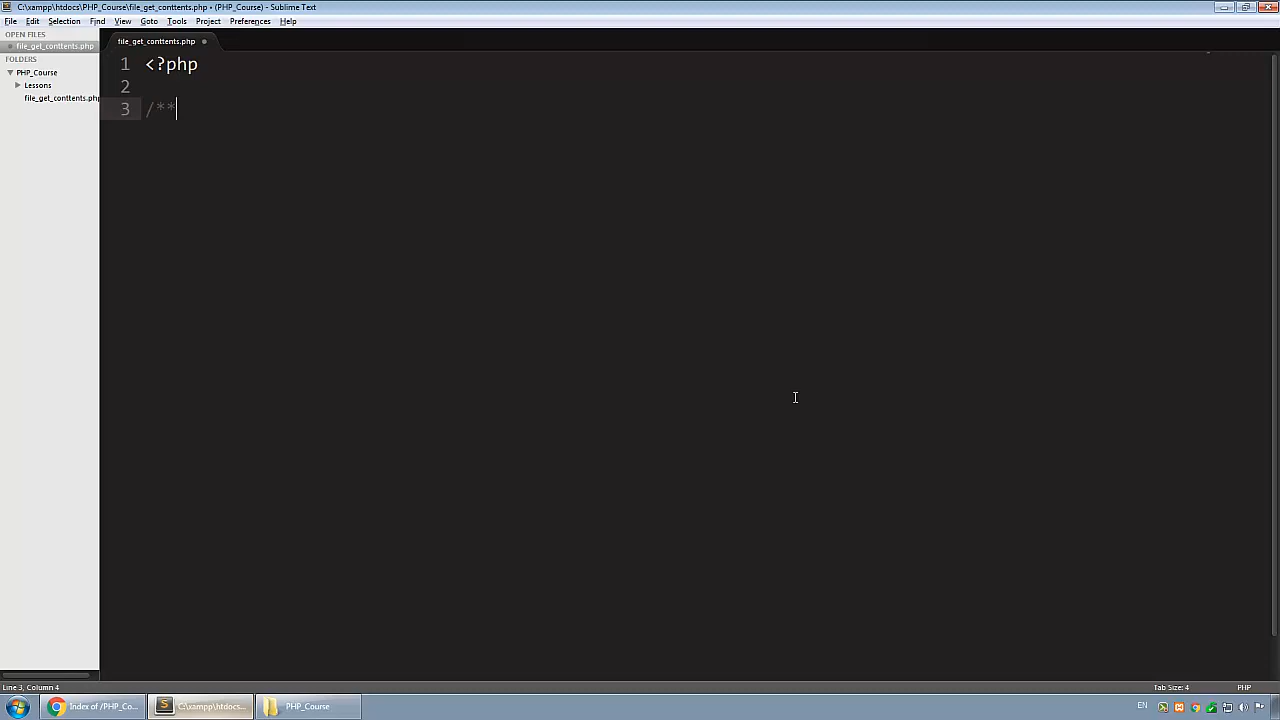 C:\xampp\htdocs\PHP_Course\file_get_conttents.php • (PHP_Course) - Sublime Text
File Edit Selection Find View Goto Tools Project Preferences Help
OPEN FILES
file_get_conttents.php
FOLDERS
PHP_Course
Lessons
file_get_conttents.php
file_get_conttents.php
1 <?php
2
3 /**
Line 3, Column 4
Tab Size: 4
PHP
Index of /PHP_Co...
C:\xampp\htdocs...
PHP_Course
EN